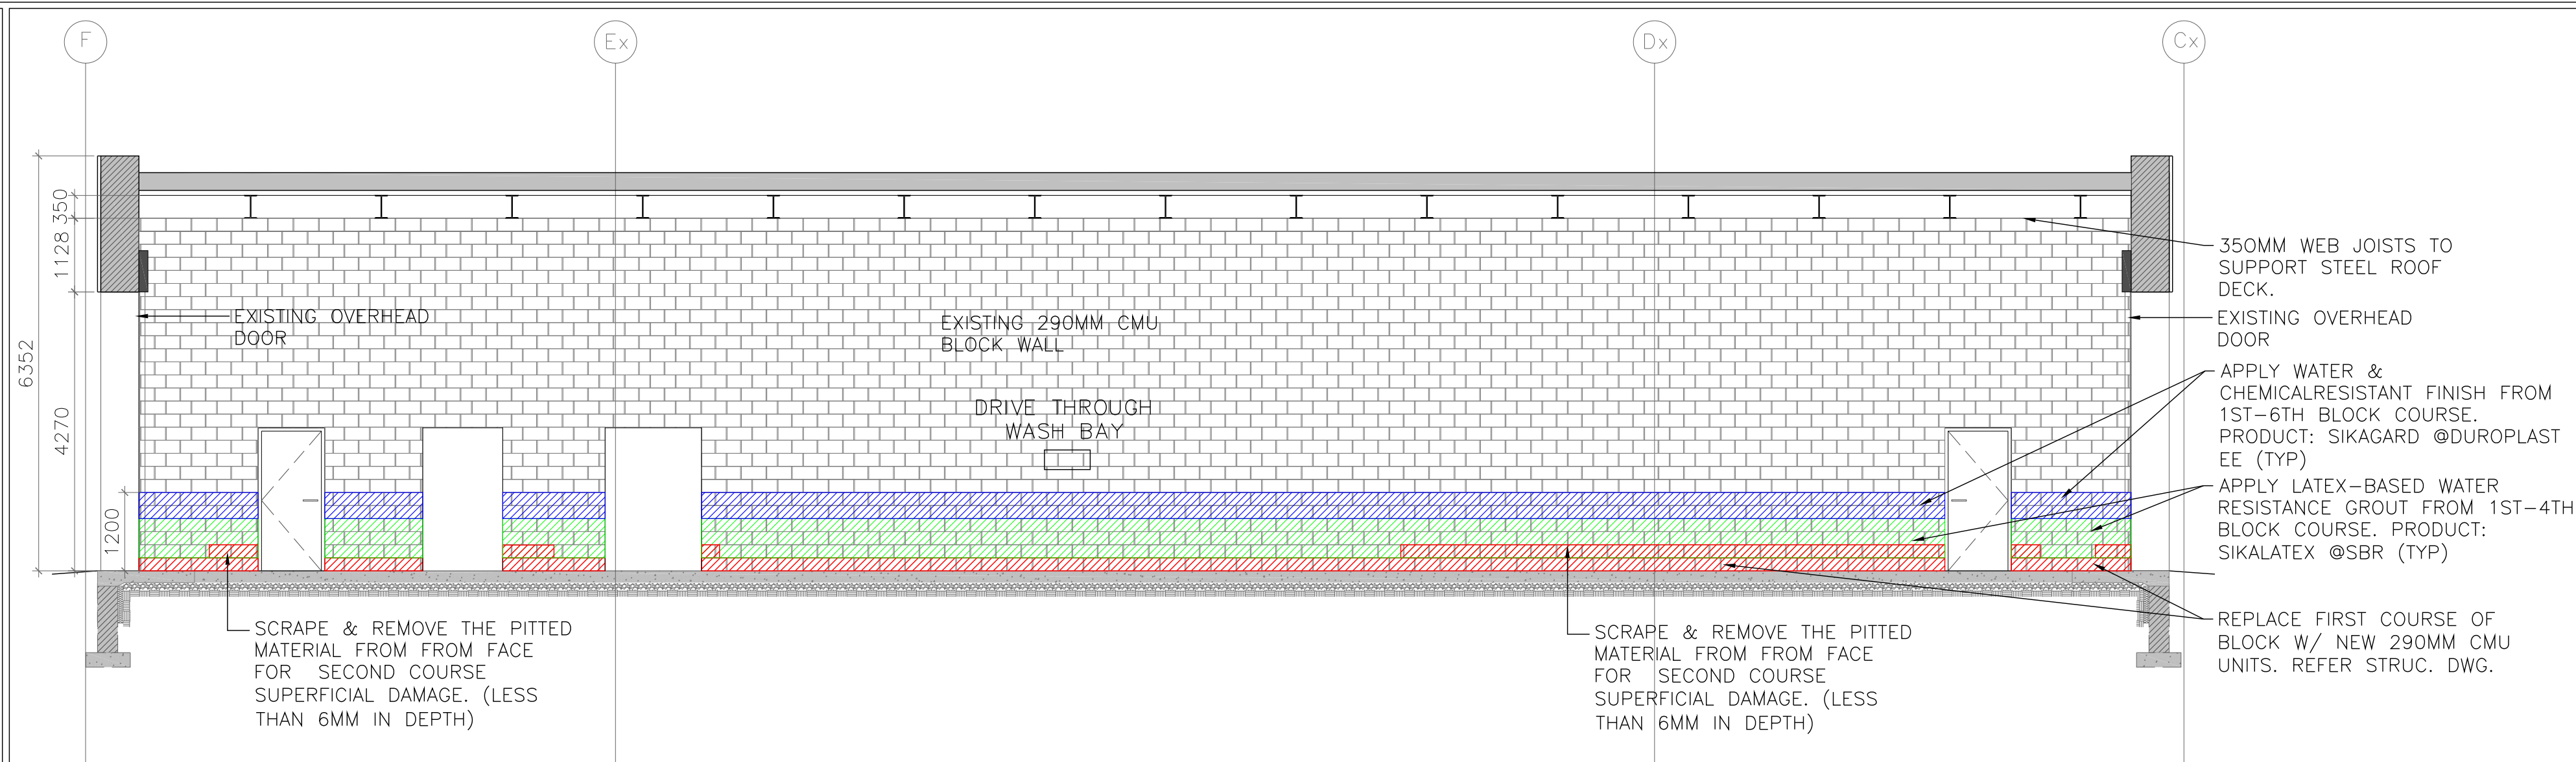 F
Ex
Dx
Cx
6352
350
1128
4270
1200
EXISTING OVERHEAD
DOOR
EXISTING 290MM CMU
BLOCK WALL
DRIVE THROUGH
WASH BAY
350MM WEB JOISTS TO
SUPPORT STEEL ROOF
DECK.
EXISTING OVERHEAD
DOOR
APPLY WATER &
CHEMICALRESISTANT FINISH FROM
1ST-6TH BLOCK COURSE.
PRODUCT: SIKAGARD @DUROPLAST
EE (TYP)
APPLY LATEX-BASED WATER
RESISTANCE GROUT FROM 1ST-4TH
BLOCK COURSE. PRODUCT:
SIKALATEX @SBR (TYP)
REPLACE FIRST COURSE OF
BLOCK W/ NEW 290MM CMU
UNITS. REFER STRUC. DWG.
SCRAPE & REMOVE THE PITTED
MATERIAL FROM FROM FACE
FOR SECOND COURSE
SUPERFICIAL DAMAGE. (LESS
THAN 6MM IN DEPTH)
SCRAPE & REMOVE THE PITTED
MATERIAL FROM FROM FACE
FOR SECOND COURSE
SUPERFICIAL DAMAGE. (LESS
THAN 6MM IN DEPTH)